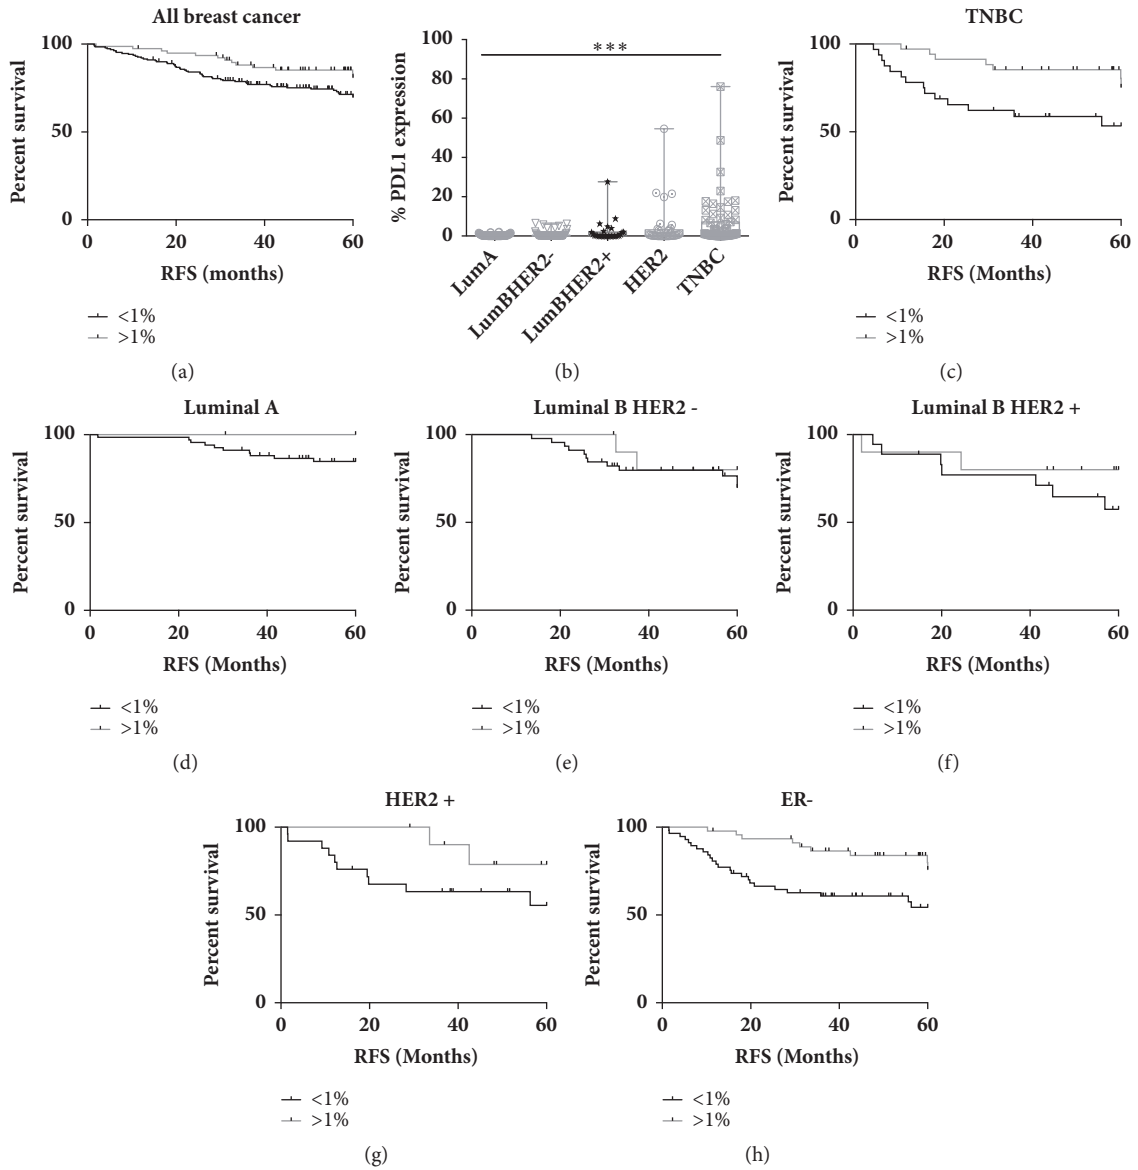 All breast cancer
100
50
0
Percent survival
0 20 40 60
RFS (months)
<1%
>1%
(a)
***
100
80
60
40
20
0
% PDL1 expression
LumA
LumBHER2-
LumBHER2+
HER2
TNBC
(b)
TNBC
100
50
0
Percent survival
0 20 40 60
RFS (Months)
<1%
>1%
(c)
Luminal A
100
50
0
Percent survival
0 20 40 60
RFS (Months)
<1%
>1%
(d)
Luminal B HER2 -
100
50
0
Percent survival
0 20 40 60
RFS (Months)
<1%
>1%
(e)
Luminal B HER2 +
100
50
0
Percent survival
0 20 40 60
RFS (Months)
<1%
>1%
(f)
HER2 +
100
50
0
Percent survival
0 20 40 60
RFS (Months)
<1%
>1%
(g)
ER-
100
50
0
Percent survival
0 20 40 60
RFS (Months)
<1%
>1%
(h)